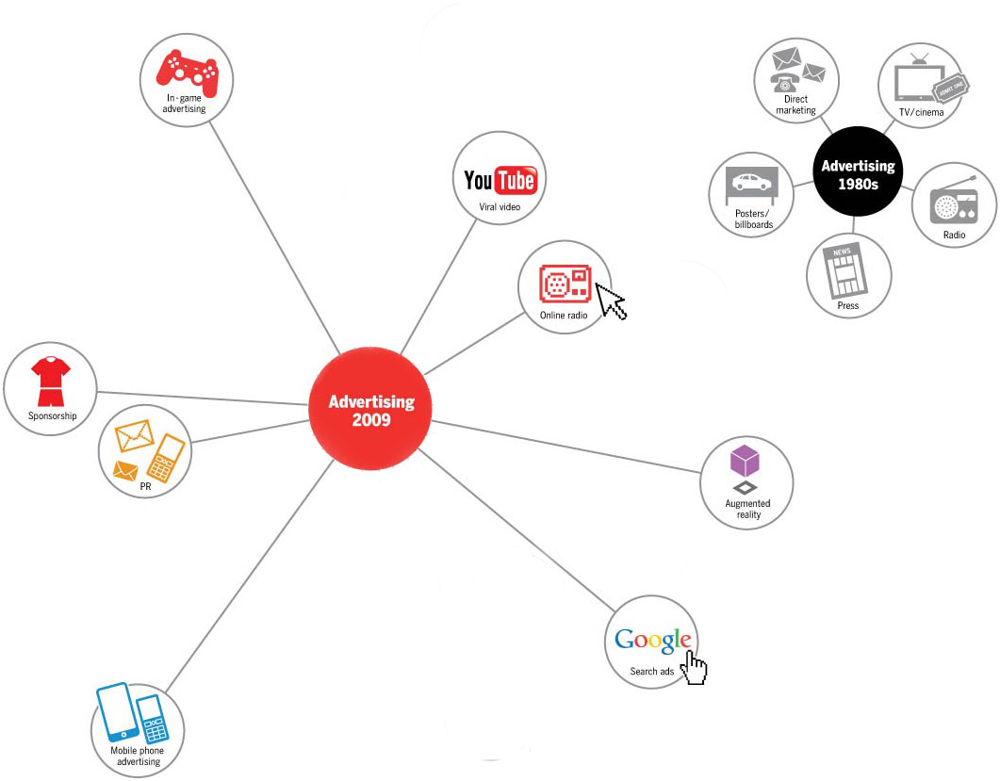 In-game
advertising
You Tube
Viral video
Online radio
Advertising
2009
Sponsorship
PR
Augmented
reality
Google
Search ads
Mobile phone
advertising
Direct
marketing
ADMIT ONE
TV/cinema
Advertising
1980s
Posters/
billboards
Radio
NEWS
Press